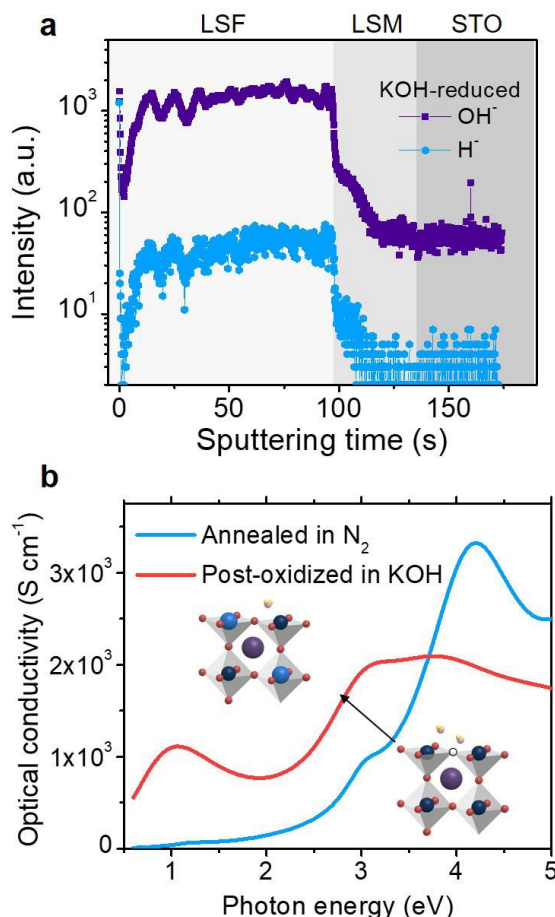 a
LSF LSM STO
KOH-reduced
OH⁻
H⁻
10³
10²
10¹
Intensity (a.u.)
0 50 100 150
Sputtering time (s)
b
Annealed in N₂
Post-oxidized in KOH
3x10³
2x10³
1x10³
0
Optical conductivity (S cm⁻¹)
1 2 3 4 5
Photon energy (eV)